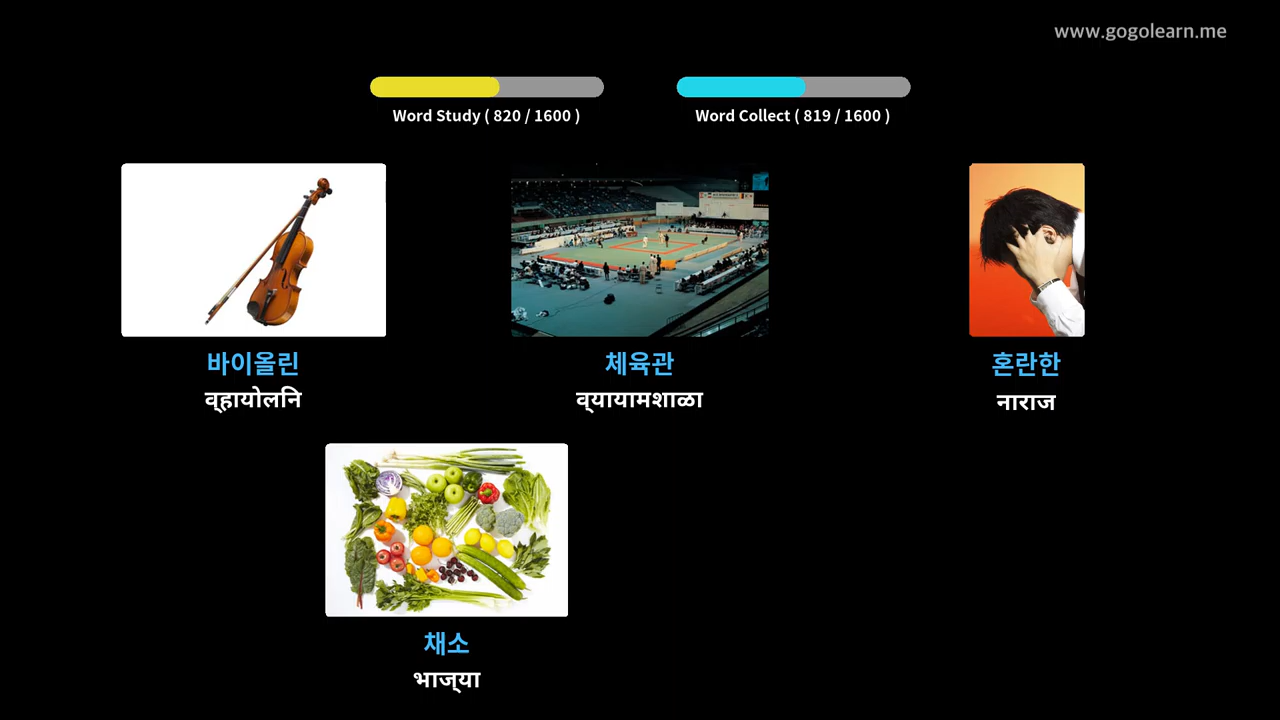 www.gogolearn.me
Word Study ( 820 / 1600 )
Word Collect ( 819 / 1600 )
바이올린
체육관
혼란한
व्हायोलनि
व्यायामशाळा
नाराज
채소
भाज्या